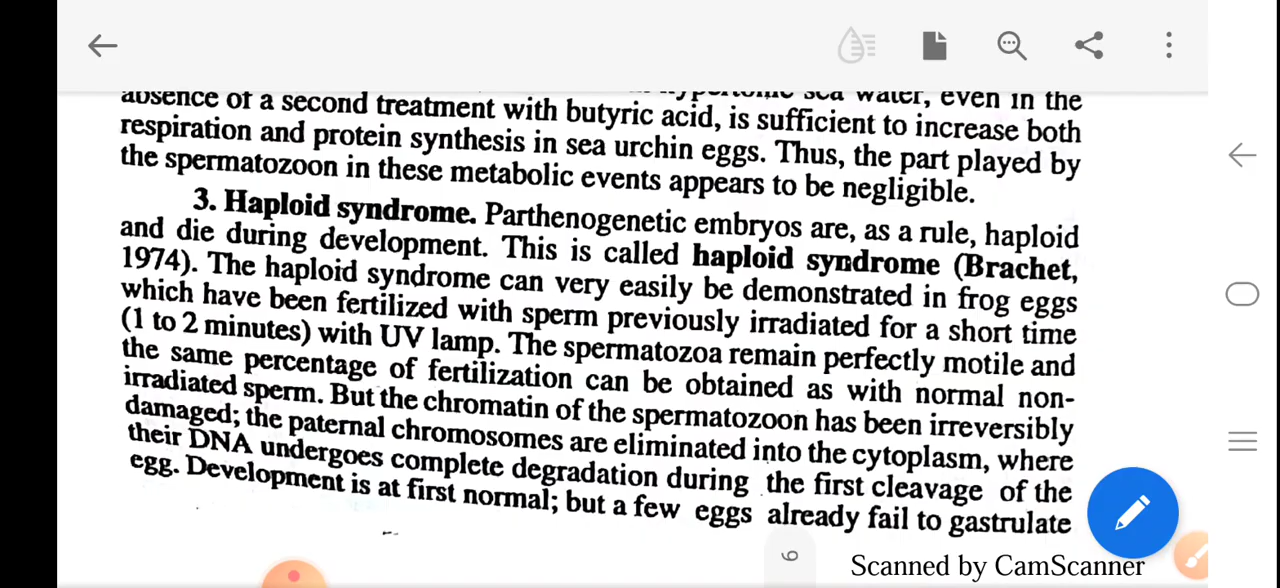 absence of a second treatment with butyric acid, is sufficient to increase both
sea water, even in the
respiration and protein synthesis in sea urchin eggs. Thus, the part played by
the spermatozoon in these metabolic events appears to be negligible.
3. Haploid syndrome. Parthenogenetic embryos are, as a rule, haploid
and die during development. This is called haploid syndrome (Brachet,
1974). The haploid syndrome can very easily be demonstrated in frog eggs
which have been fertilized with sperm previously irradiated for a short time
(1 to 2 minutes) with UV lamp. The spermatozoa remain perfectly motile and
the same percentage of fertilization can be obtained as with normal non-
irradiated sperm. But the chromatin of the spermatozoon has been irreversibly
damaged; the paternal chromosomes are eliminated into the cytoplasm, where
their DNA undergoes complete degradation during the first cleavage of the
egg. Development is at first normal; but a few eggs already fail to gastrulate
6
Scanned by CamScanner